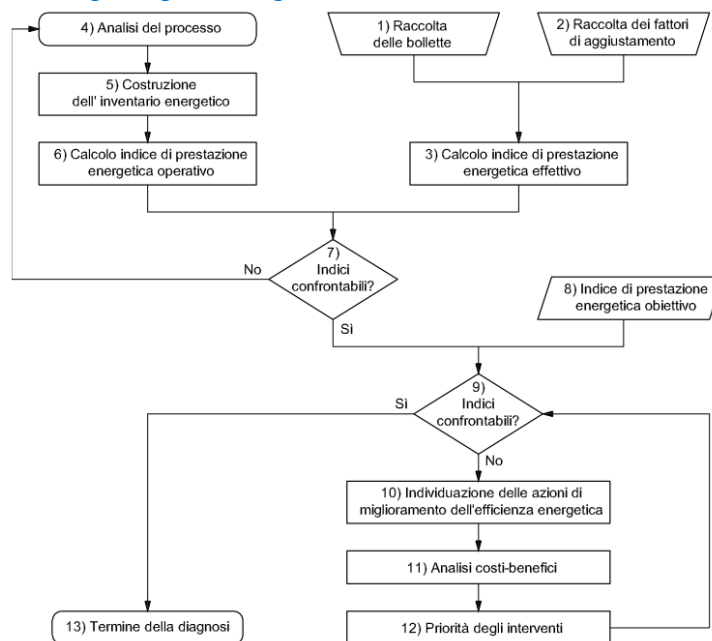 4) Analisi del processo
1) Raccolta
delle bollette
2) Raccolta dei fattori
di aggiustamento
5) Costruzione
dell' inventario energetico
6) Calcolo indice di prestazione
energetica operativo
3) Calcolo indice di prestazione
energetica effettivo
7)
Indici
confrontabili?
No
Sì
8) Indice di prestazione
energetica obiettivo
9)
Indici
confrontabili?
Sì
No
10) Individuazione delle azioni di
miglioramento dell'efficienza energetica
11) Analisi costi-benefici
12) Priorità degli interventi
13) Termine della diagnosi